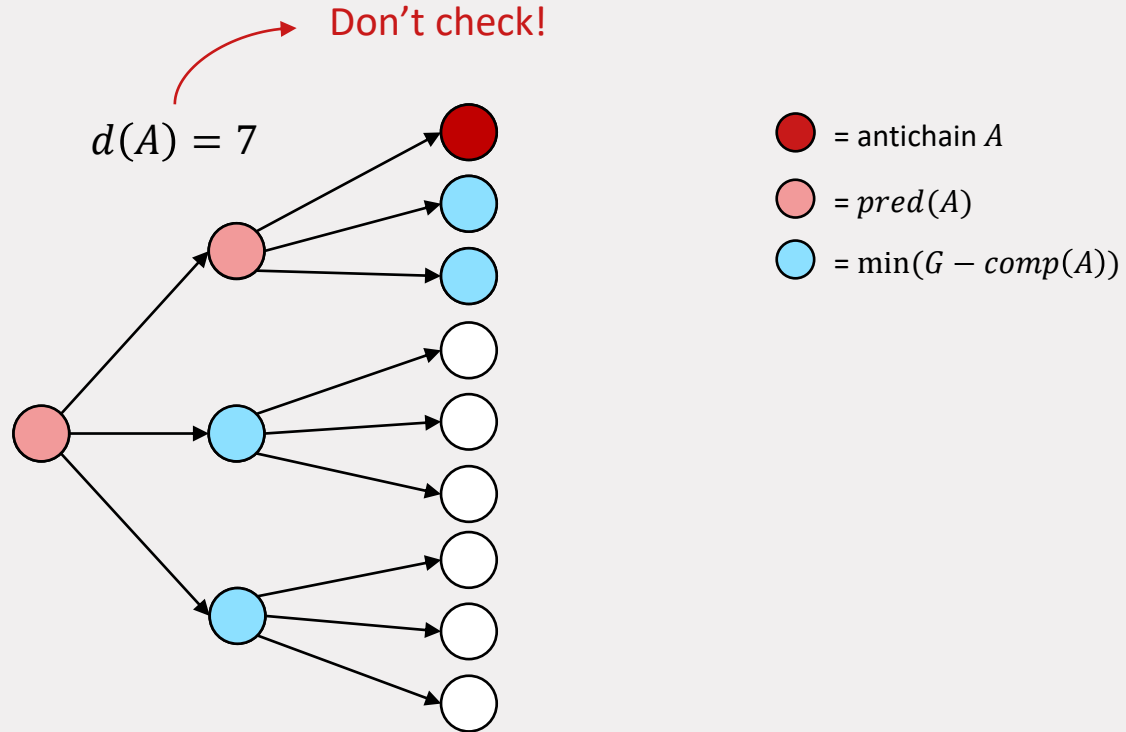 Don’t check!
d(A) = 7
= antichain A
= pred(A)
= min(G − comp(A))